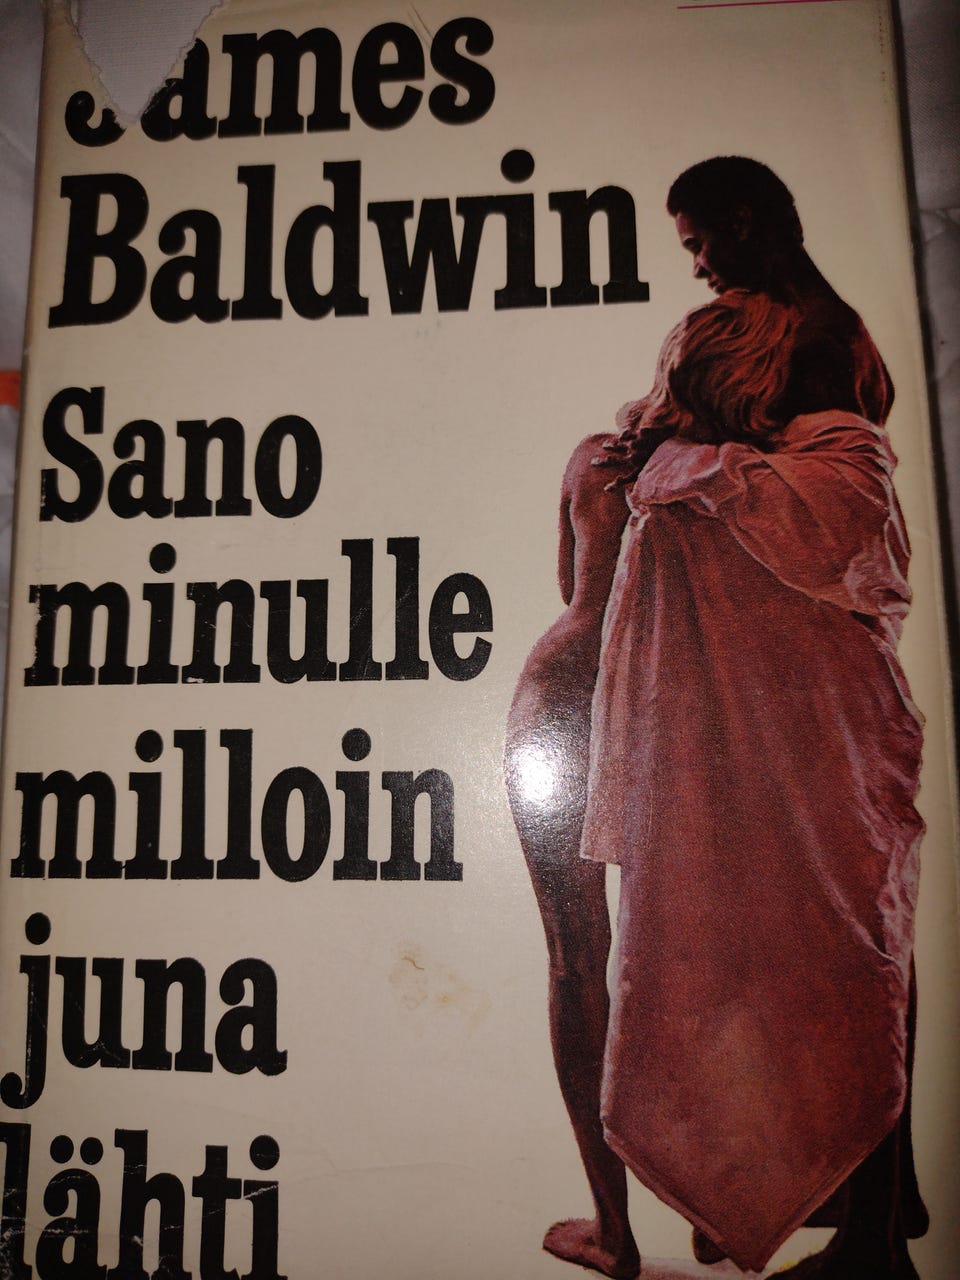 James
Baldwin
Sano
minulle
milloin
juna
lähti